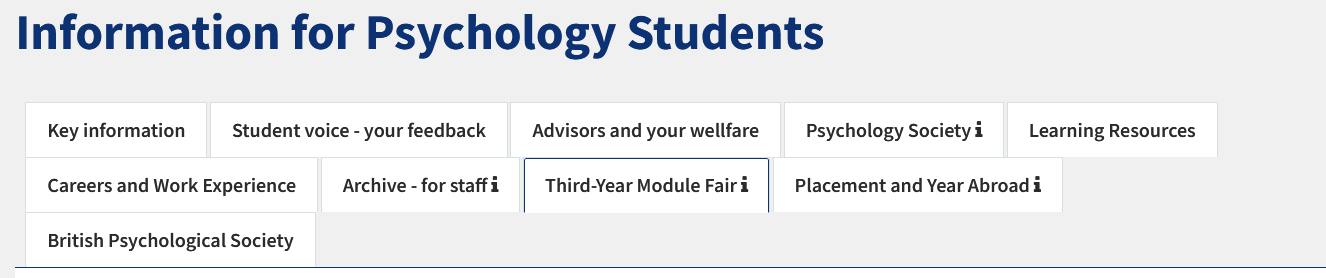 Information for Psychology Students
Key information
Student voice - your feedback
Advisors and your wellfare
Psychology Society
Learning Resources
Careers and Work Experience
Archive - for staff
Third-Year Module Fair
Placement and Year Abroad
British Psychological Society